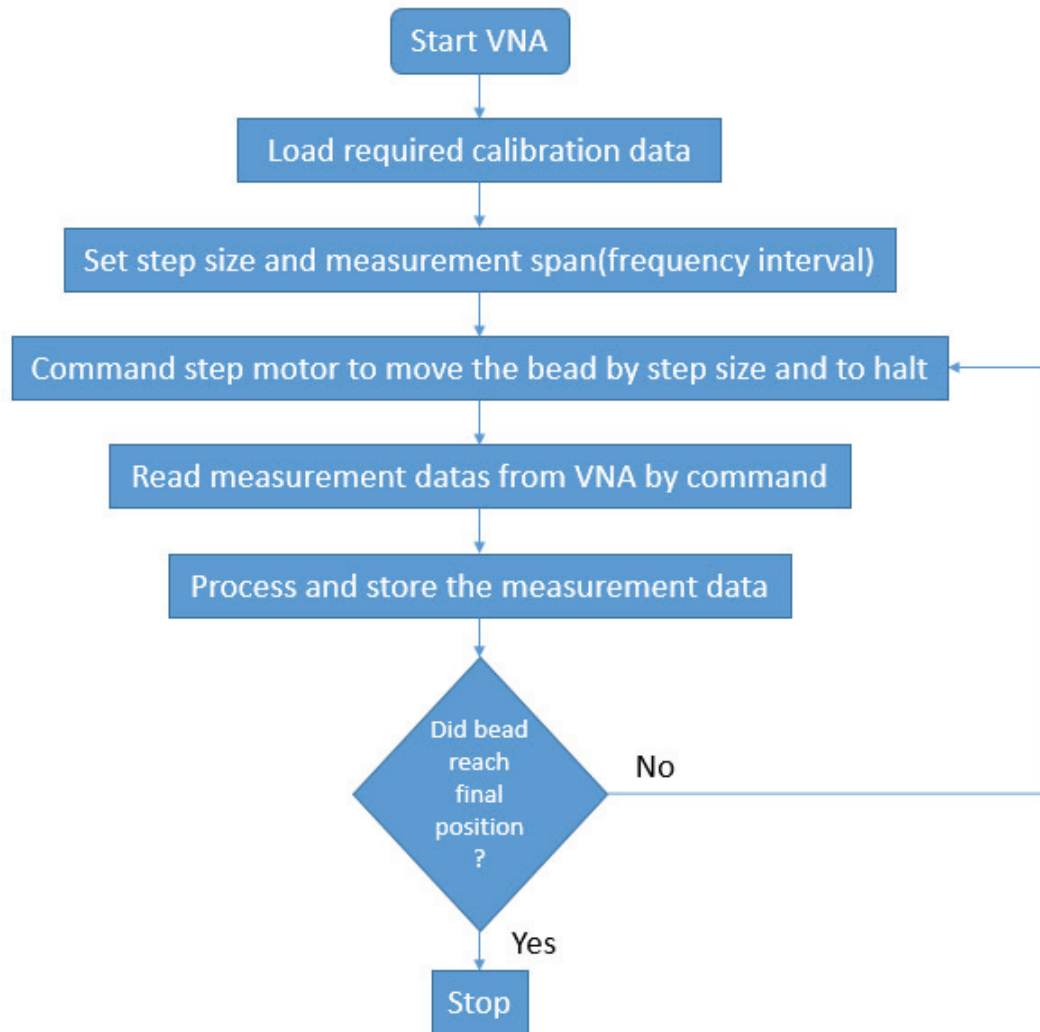 Start VNA
Load required calibration data
Set step size and measurement span(frequency interval)
Command step motor to move the bead by step size and to halt
Read measurement datas from VNA by command
Process and store the measurement data
Did bead
reach
final
position
?
No
Yes
Stop